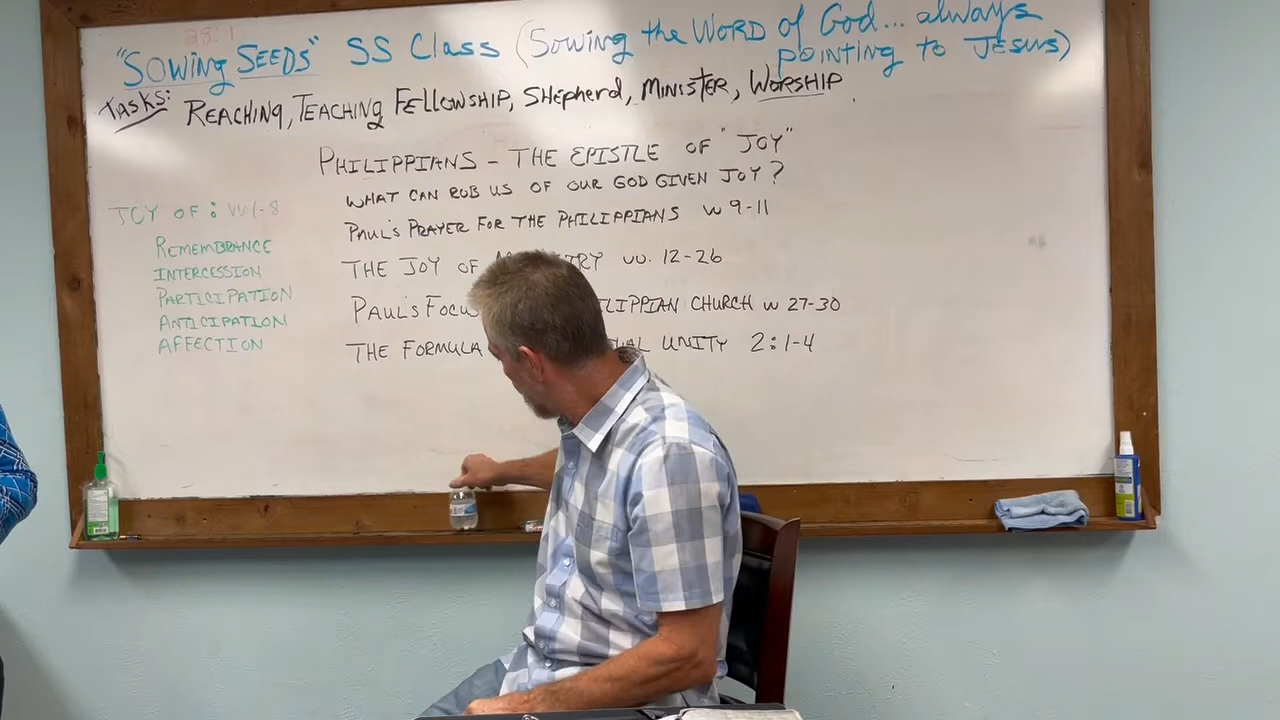 "SOWING SEEDS" SS CLASS (SOWING THE WORD OF GOD... always
pointing to JESUS)
TASKS: REACHING, TEACHING FELLOWSHIP, SHEPHERD, MINISTER, WORSHIP
PHILIPPIANS - THE EPISTLE OF "JOY"
WHAT CAN ROB US OF OUR GOD GIVEN JOY?
PAUL'S PRAYER FOR THE PHILIPPIANS vv 9-11
THE JOY OF TRY vv. 12-26
PAUL'S FOCUS LIPPIAN CHURCH vv 27-30
THE FORMULA UAL UNITY 2:1-4
JOY OF: vv 1-8
REMEMBRANCE
INTERCESSION
PARTICIPATION
ANTICIPATION
AFFECTION